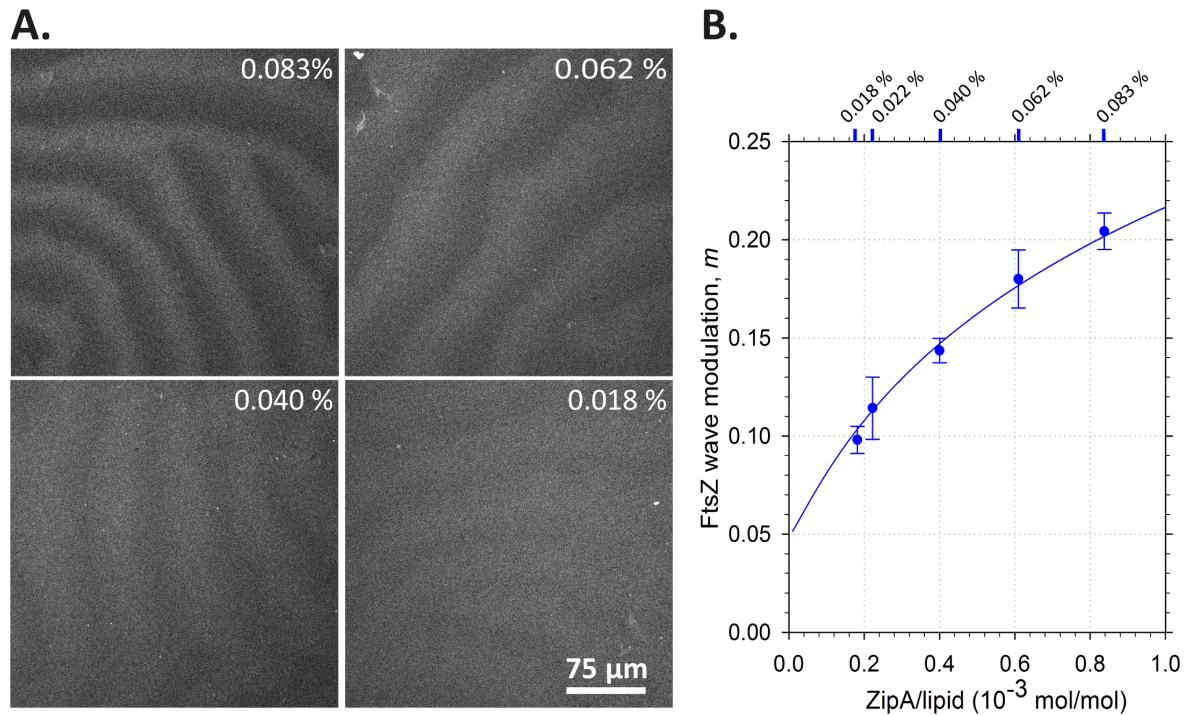 A.
0.083%
0.062 %
0.040 %
0.018 %
75 µm
B.
0.018 %
0.022 %
0.040 %
0.062 %
0.083 %
0.25
0.20
0.15
0.10
0.05
0.00
FtsZ wave modulation, m
0.0 0.2 0.4 0.6 0.8 1.0
ZipA/lipid (10⁻³ mol/mol)